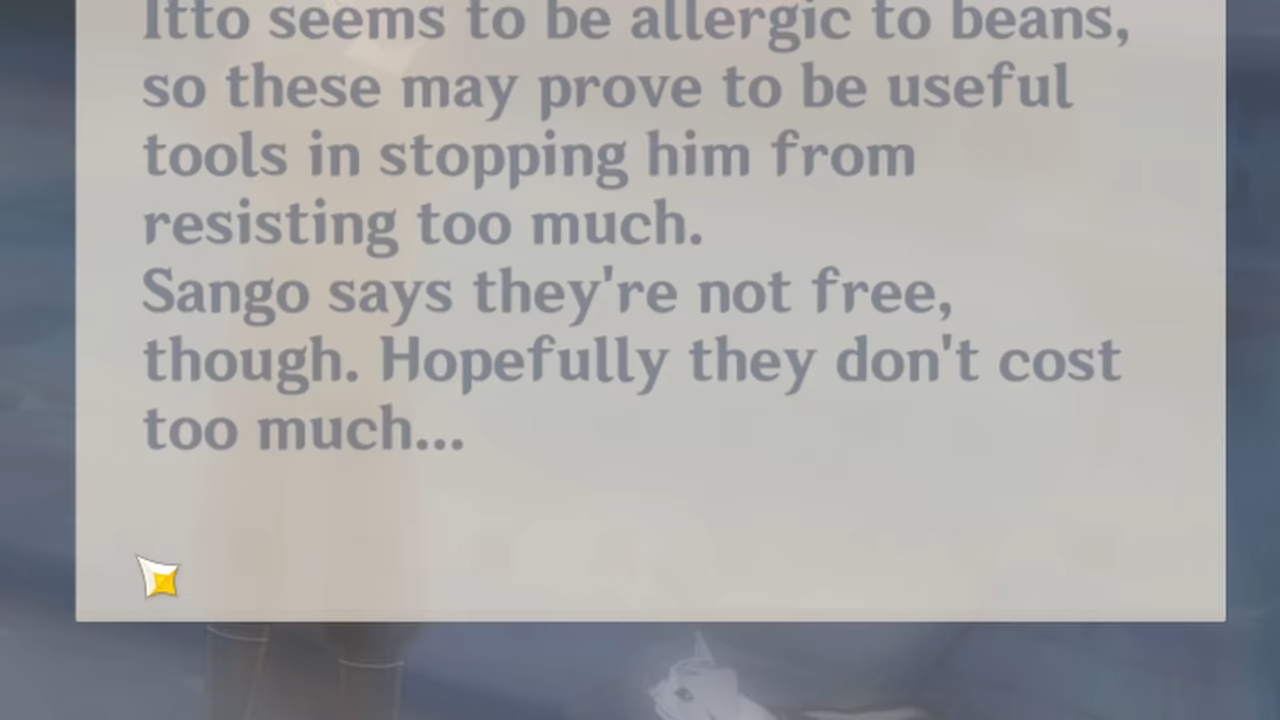 Itto seems to be allergic to beans,
so these may prove to be useful
tools in stopping him from
resisting too much.
Sango says they're not free,
though. Hopefully they don't cost
too much...